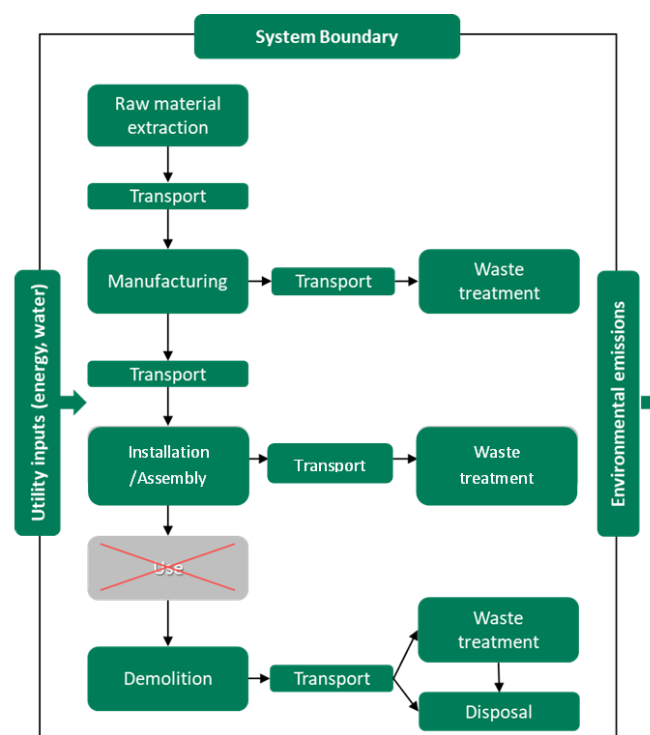 System Boundary
Raw material
extraction
Transport
Manufacturing
Transport
Waste
treatment
Transport
Utility inputs (energy, water)
Environmental emissions
Installation
/Assembly
Transport
Waste
treatment
Use
Demolition
Transport
Waste
treatment
Disposal